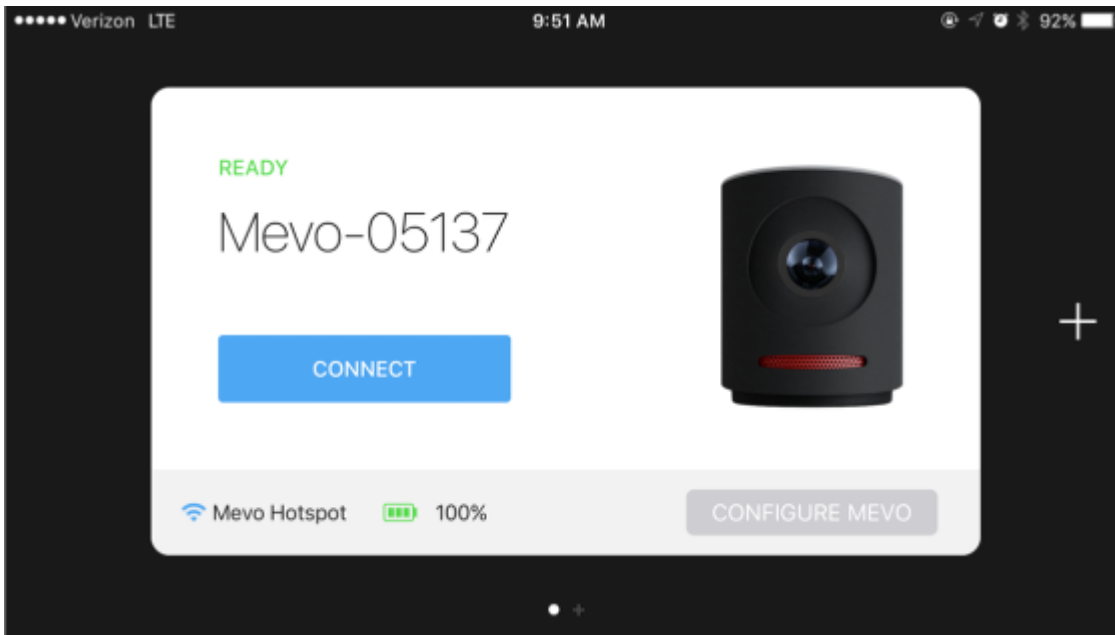 Verizon LTE 9:51 AM 92%
READY
Mevo-05137
CONNECT
Mevo Hotspot 100% CONFIGURE MEVO